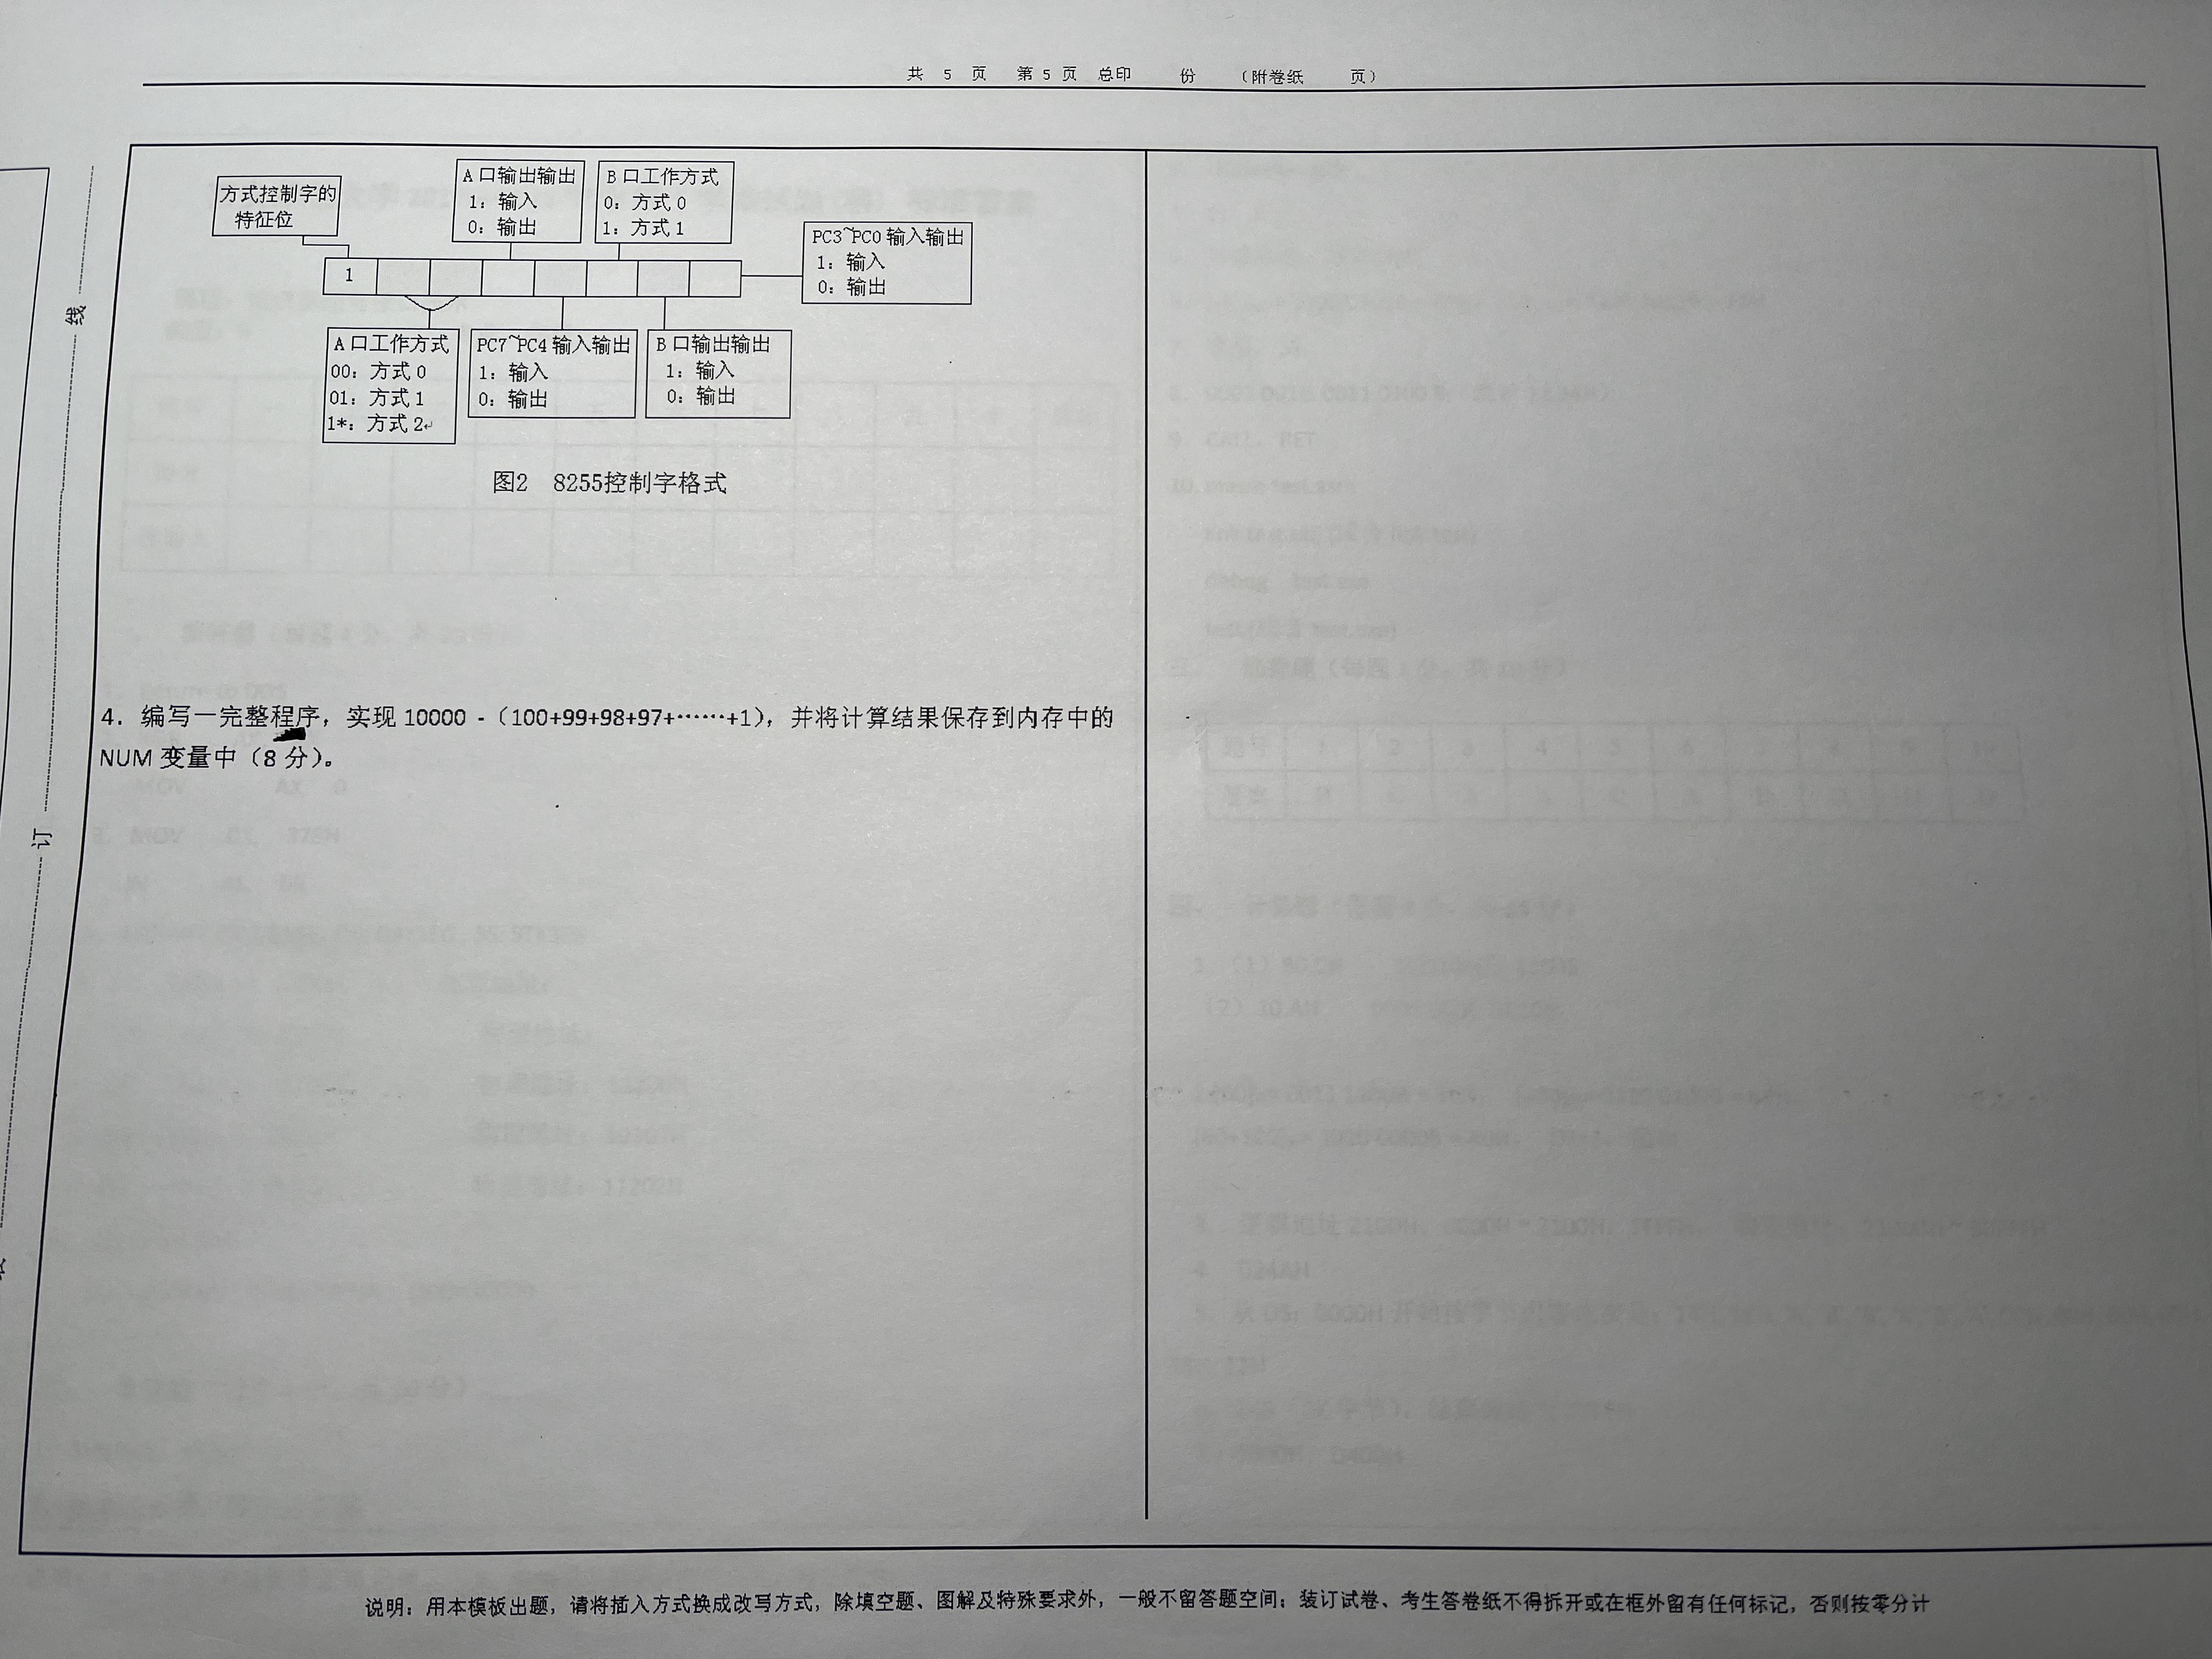 共 5 页 第 5 页 总印 份 （附卷纸 页）
方式控制字的
特征位
A 口输出输出
1：输入
0：输出
B 口工作方式
0：方式 0
1：方式 1
PC3~PC0 输入输出
1：输入
0：输出
1
A 口工作方式
00：方式 0
01：方式 1
1*：方式 2↵
PC7~PC4 输入输出
1：输入
0：输出
B 口输出输出
1：输入
0：输出
图2 8255控制字格式
4．编写一完整程序，实现 10000 -（100+99+98+97+……+1），并将计算结果保存到内存中的
NUM 变量中（8 分）。
线
订
说明：用本模板出题，请将插入方式换成改写方式，除填空题、图解及特殊要求外，一般不留答题空间；装订试卷、考生答卷纸不得拆开或在框外留有任何标记，否则按零分计